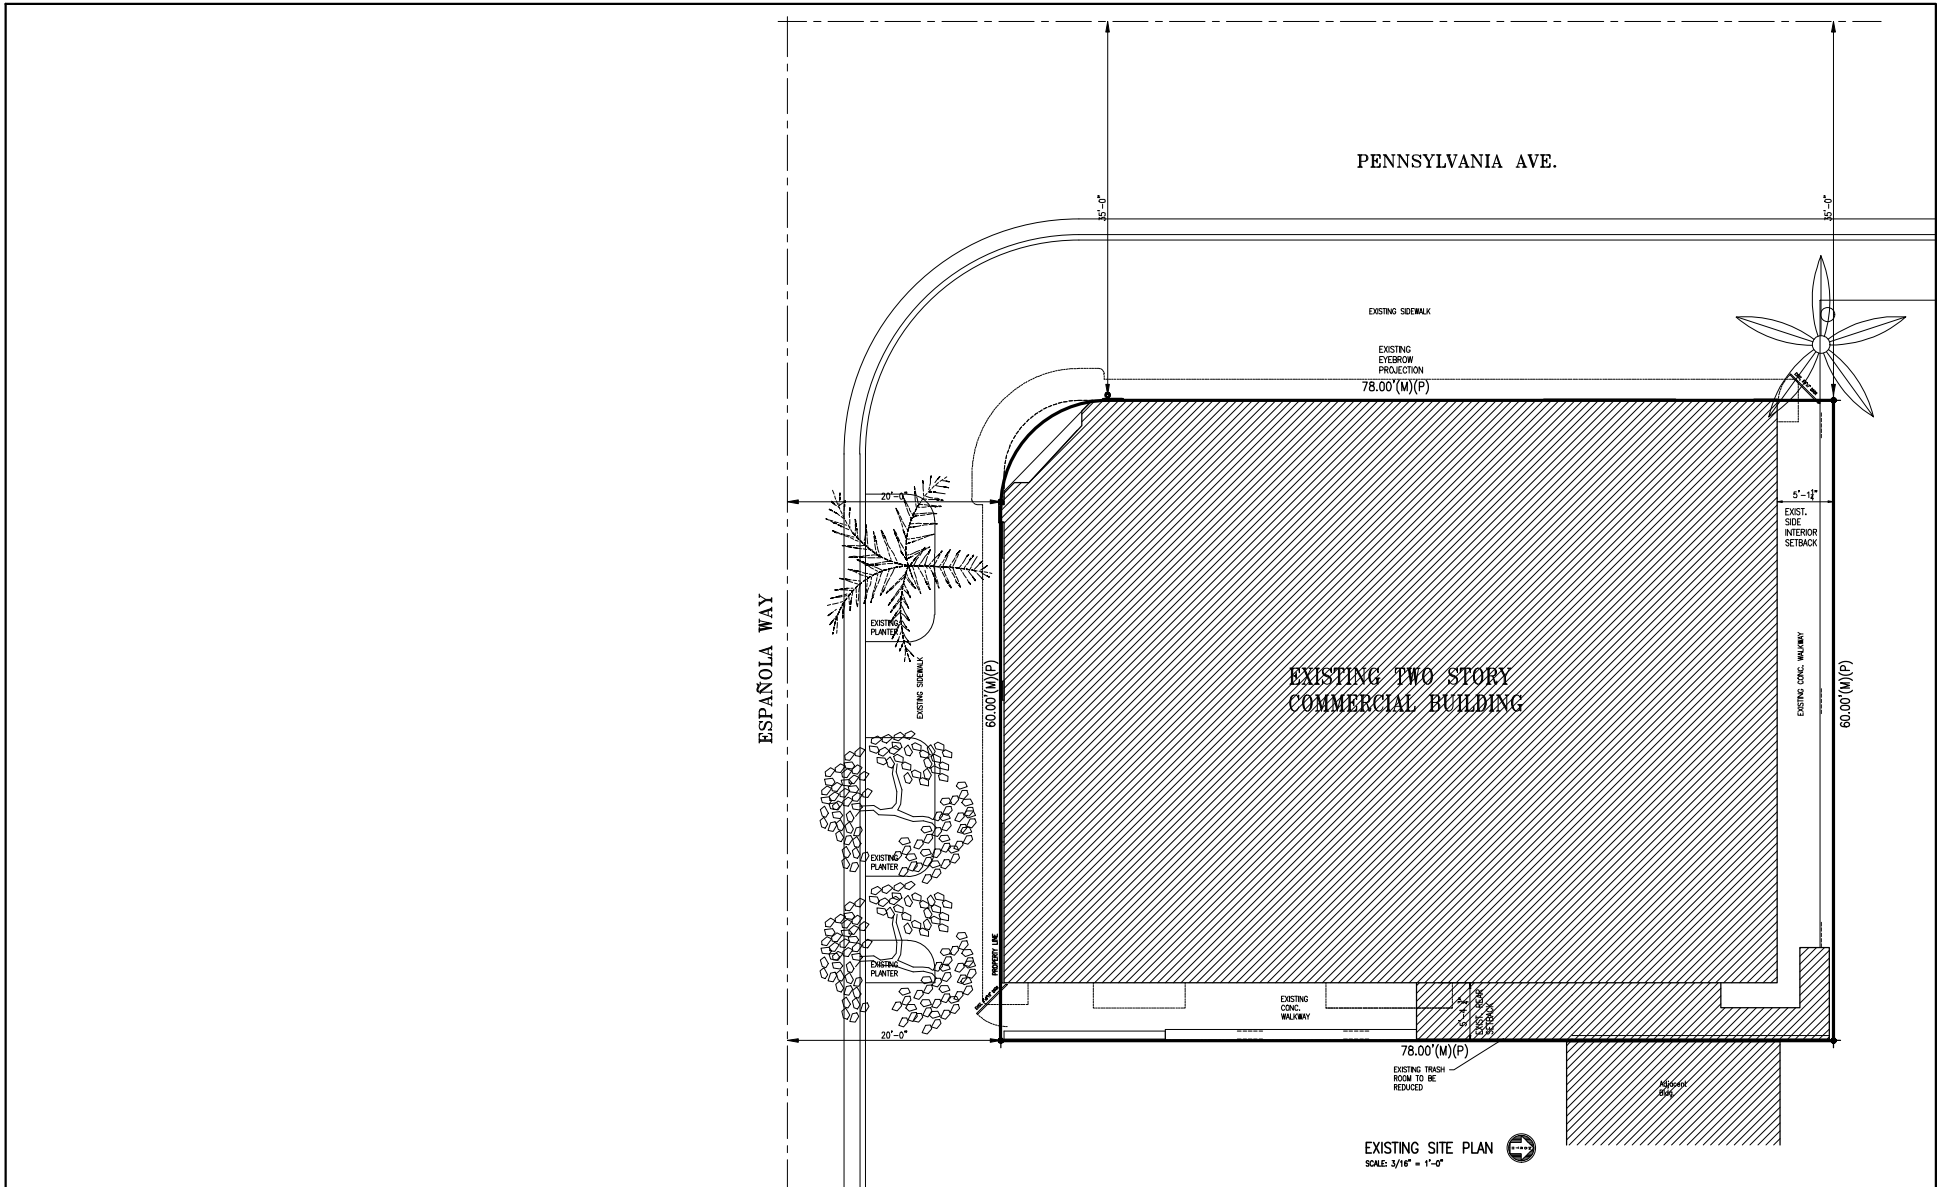 PENNSYLVANIA AVE.
35'-0"
35'-0"
EXISTING SIDEWALK
EXISTING
EYEBROW
PROJECTION
78.00'(M)(P)
20'-0"
5'-1¼"
EXIST.
SIDE
INTERIOR
SETBACK
ESPAÑOLA WAY
EXISTING
PLANTER
EXISTING SIDEWALK
60.00'(M)(P)
EXISTING TWO STORY
COMMERCIAL BUILDING
EXISTING CONC. WALKWAY
60.00'(M)(P)
EXISTING
PLANTER
EXISTING
PLANTER
PROPERTY LINE
EXISTING
CONC.
WALKWAY
EXIST. REAR
SETBACK
20'-0"
78.00'(M)(P)
EXISTING TRASH
ROOM TO BE
REDUCED
Adjacent
Bldg
EXISTING SITE PLAN
SCALE: 3/16" = 1'-0"